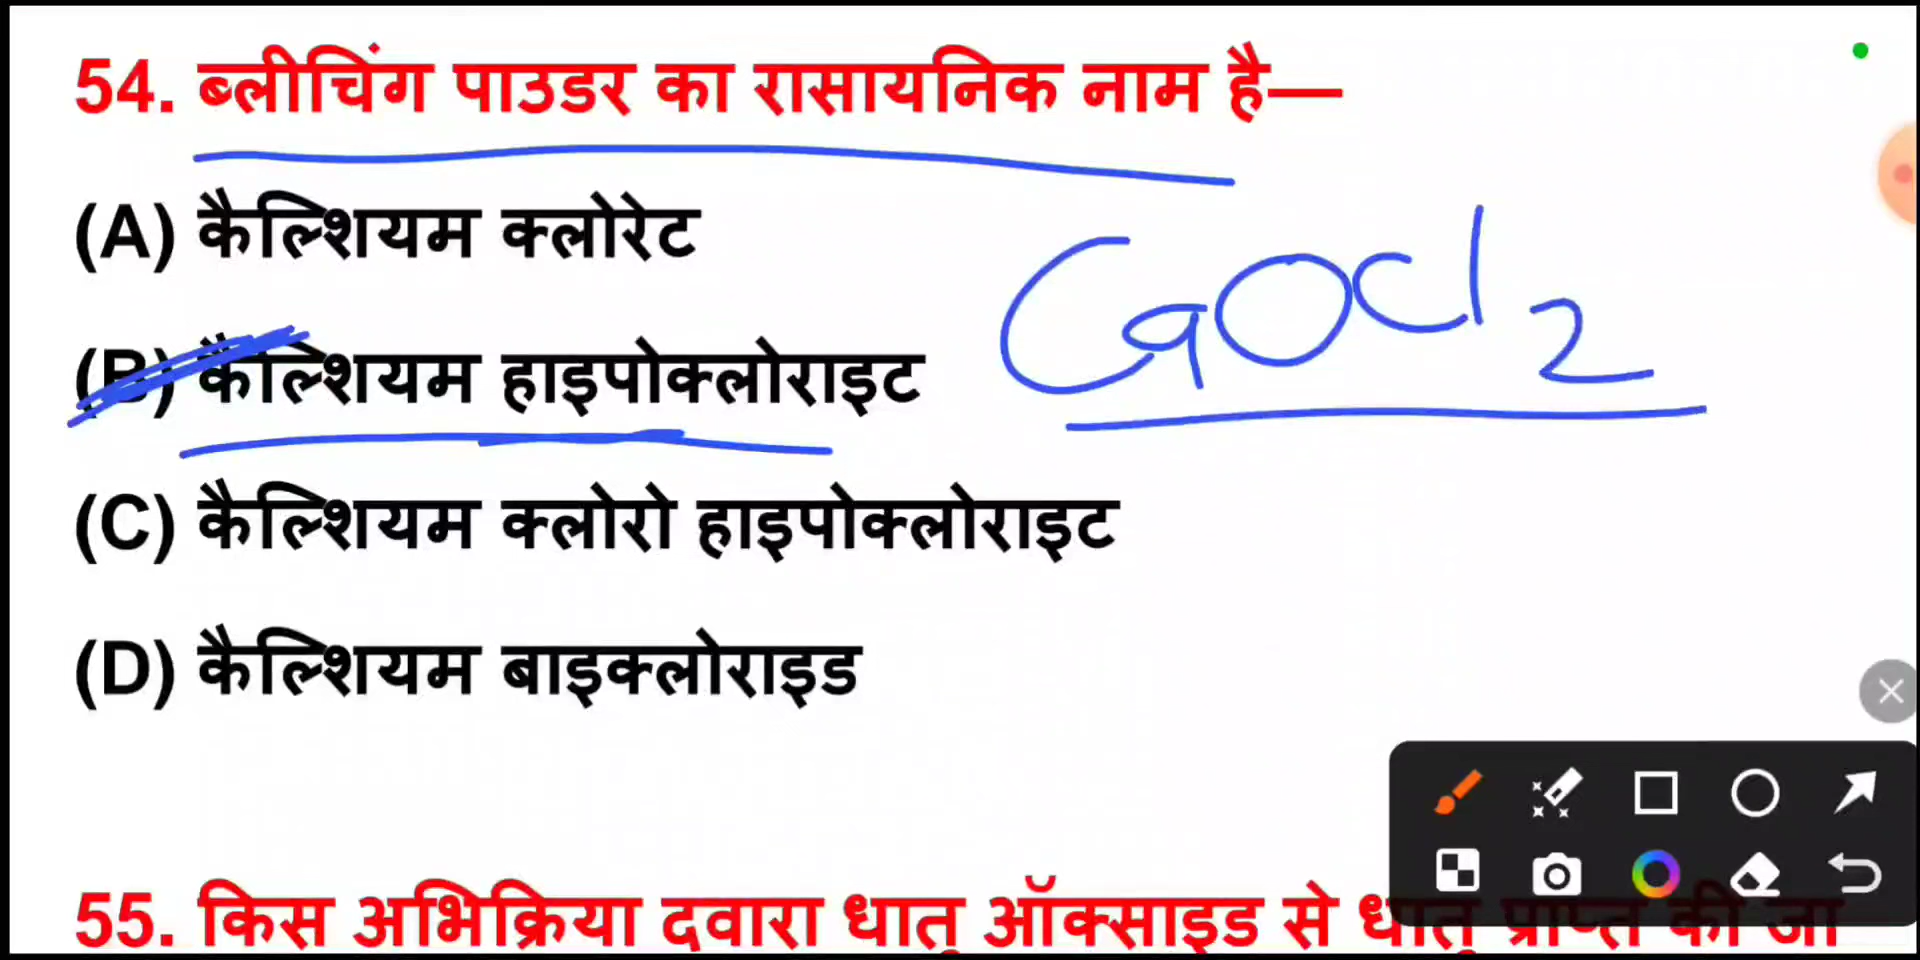 54. ब्लीचिंग पाउडर का रासायनिक नाम है—
(A) कैल्शियम क्लोरेट
CaOCl2
(B) कैल्शियम हाइपोक्लोराइट
(C) कैल्शियम क्लोरो हाइपोक्लोराइट
(D) कैल्शियम बाइक्लोराइड
55. किस अभिक्रिया दवारा धातु ऑक्साइड से धातु प्राप्त की जा